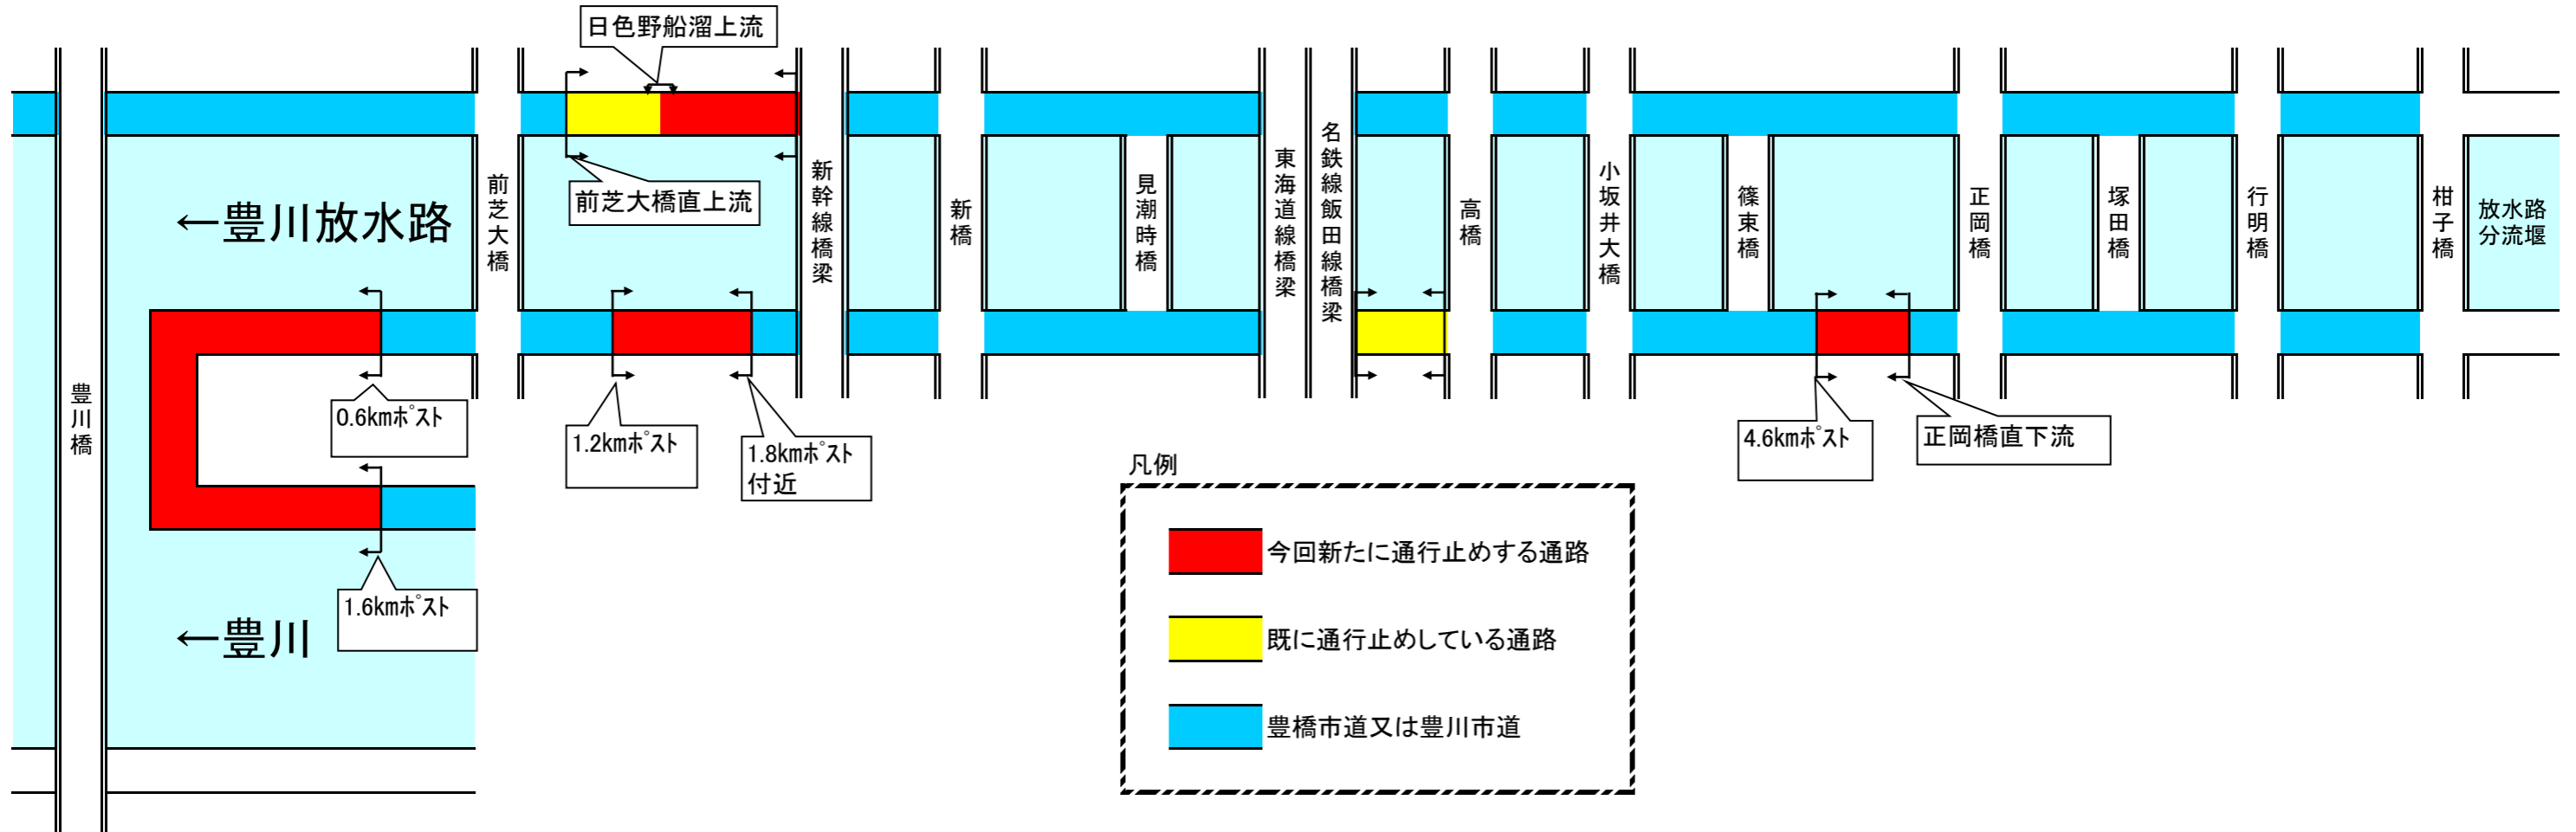 日色野船溜上流
前芝大橋直上流
←豊川放水路
前芝大橋
新幹線橋梁
新橋
見潮時橋
東海道線橋梁
名鉄線飯田線橋梁
高橋
小坂井大橋
篠束橋
正岡橋
塚田橋
行明橋
柑子橋
放水路
分流堰
豊川橋
0.6kmﾎﾟｽﾄ
1.2kmﾎﾟｽﾄ
1.8kmﾎﾟｽﾄ
付近
4.6kmﾎﾟｽﾄ
正岡橋直下流
1.6kmﾎﾟｽﾄ
←豊川
凡例
今回新たに通行止めする通路
既に通行止めしている通路
豊橋市道又は豊川市道